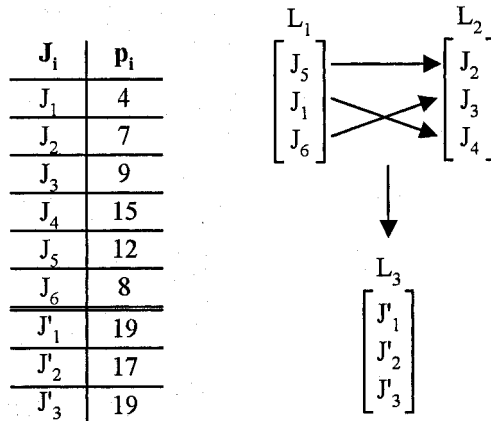 J_i p_i
J_1 4
J_2 7
J_3 9
J_4 15
J_5 12
J_6 8
J'_1 19
J'_2 17
J'_3 19
L_1 L_2
J_5 J_2
J_1 J_3
J_6 J_4
L_3
J'_1
J'_2
J'_3